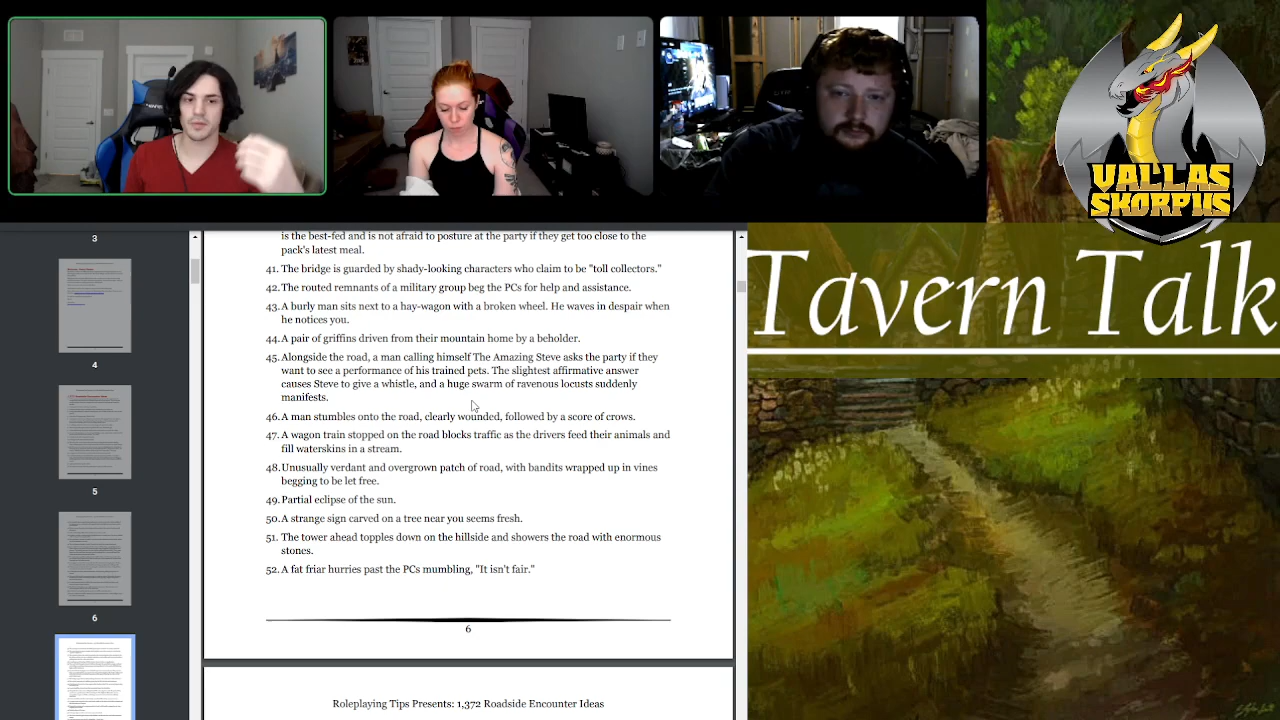 VALLAS
SKORPUS
Tavern Talk
3
4
5
6
is the best-fed and is not afraid to posture at the party if they get too close to the
pack's latest meal.
41. The bridge is guarded by shady-looking characters who claim to be "toll collectors."
42. The routed remnants of a military group beg the PCs for help and assistance.
43. A burly man sits next to a hay-wagon with a broken wheel. He waves in despair when
he notices you.
44. A pair of griffins driven from their mountain home by a beholder.
45. Alongside the road, a man calling himself The Amazing Steve asks the party if they
want to see a performance of his trained pets. The slightest affirmative answer
causes Steve to give a whistle, and a huge swarm of ravenous locusts suddenly
manifests.
46. A man stumbles onto the road, clearly wounded, followed by a score of crows.
47. A wagon train stopped on the road blocks traffic as the drivers feed their animals and
fill waterskins in a stream.
48. Unusually verdant and overgrown patch of road, with bandits wrapped up in vines
begging to be let free.
49. Partial eclipse of the sun.
50. A strange sign carved on a tree near you seems fresh.
51. The tower ahead topples down on the hillside and showers the road with enormous
stones.
52. A fat friar hurries past the PCs mumbling, "It isn't fair."
6
Tips Presents: Encounter Ideas